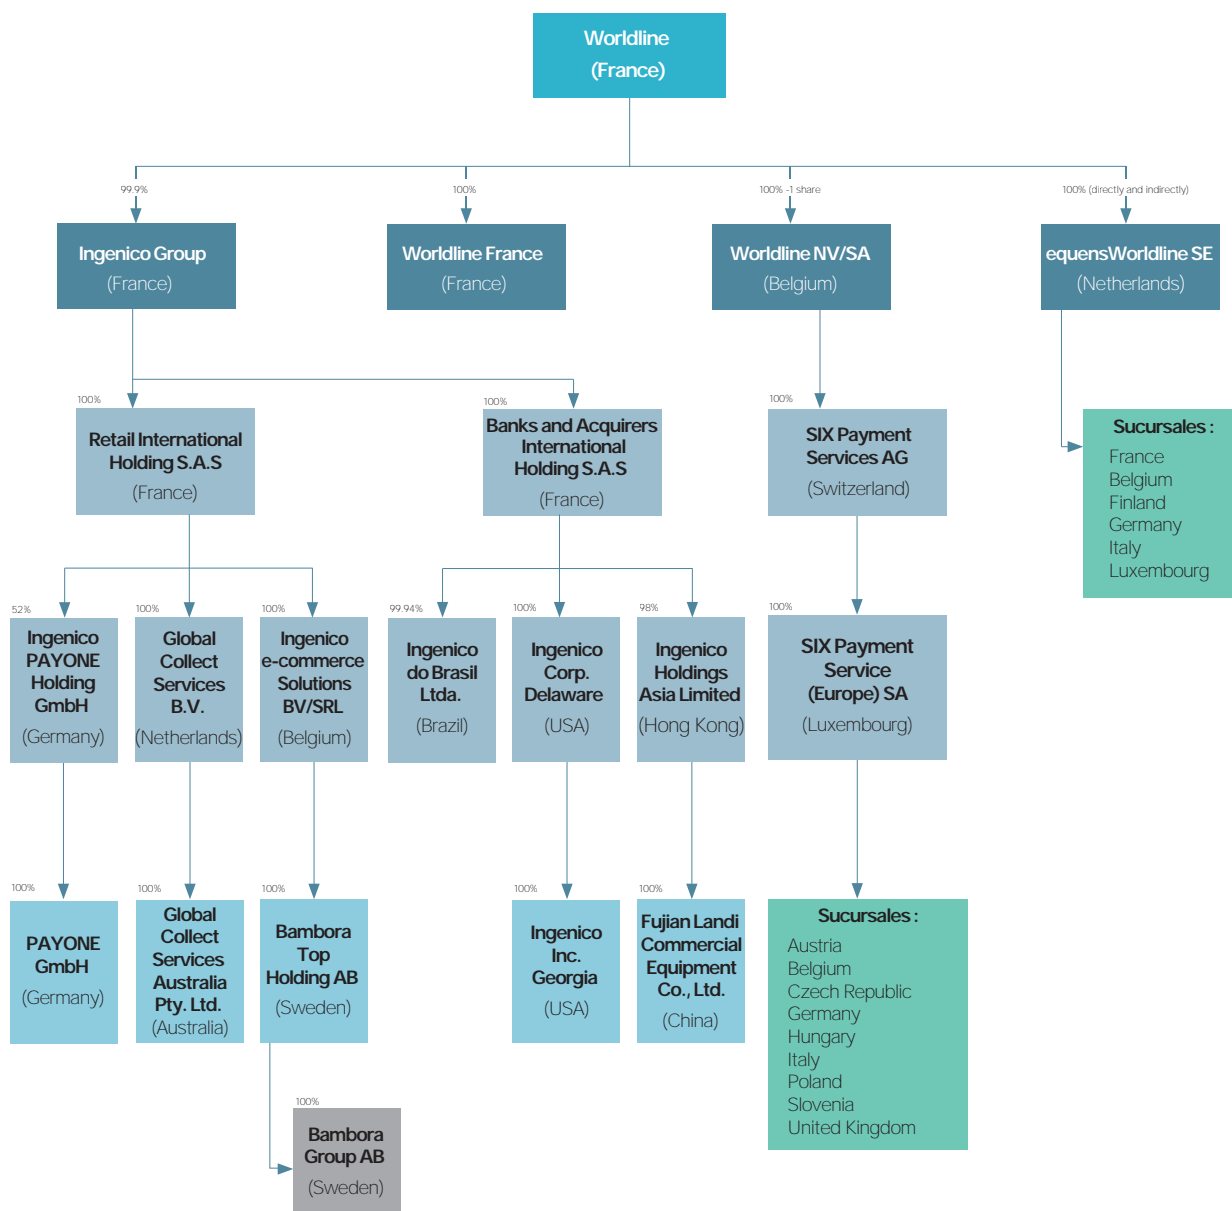 Worldline
(France)
99.9%
100%
100% -1 share
100% (directly and indirectly)
Ingenico Group
(France)
Worldline France
(France)
Worldline NV/SA
(Belgium)
equensWorldline SE
(Netherlands)
100%
Retail International
Holding S.A.S
(France)
100%
Banks and Acquirers
International
Holding S.A.S
(France)
100%
SIX Payment
Services AG
(Switzerland)
Sucursales :
France
Belgium
Finland
Germany
Italy
Luxembourg
52%
Ingenico
PAYONE
Holding
GmbH
(Germany)
100%
Global
Collect
Services
B.V.
(Netherlands)
100%
Ingenico
e-commerce
Solutions
BV/SRL
(Belgium)
99.94%
Ingenico
do Brasil
Ltda.
(Brazil)
100%
Ingenico
Corp.
Delaware
(USA)
98%
Ingenico
Holdings
Asia Limited
(Hong Kong)
100%
SIX Payment
Service
(Europe) SA
(Luxembourg)
100%
PAYONE
GmbH
(Germany)
100%
Global
Collect
Services
Australia
Pty. Ltd.
(Australia)
100%
Bambora
Top
Holding AB
(Sweden)
100%
Ingenico
Inc.
Georgia
(USA)
100%
Fujian Landi
Commercial
Equipment
Co., Ltd.
(China)
Sucursales :
Austria
Belgium
Czech Republic
Germany
Hungary
Italy
Poland
Slovenia
United Kingdom
100%
Bambora
Group AB
(Sweden)